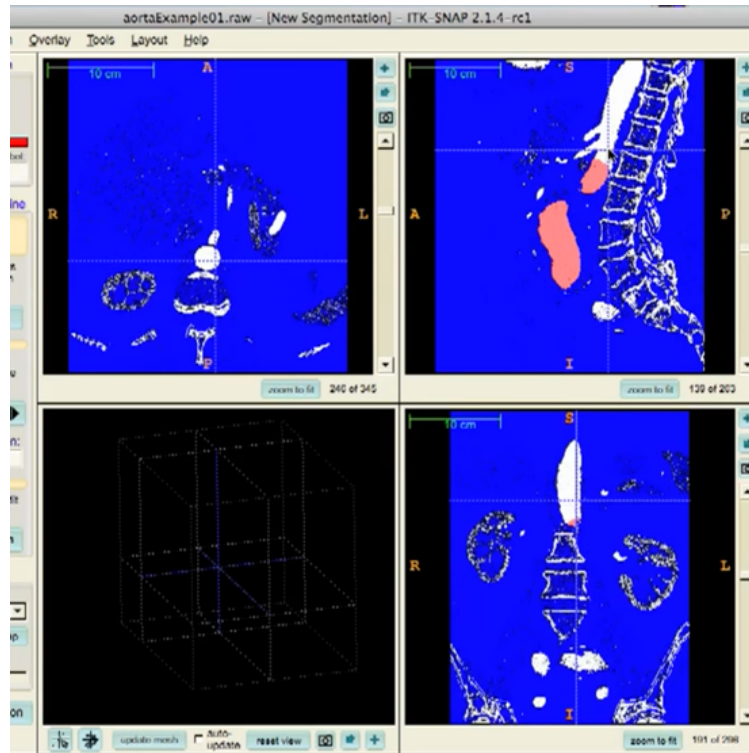 aortaExample01.raw - [New Segmentation] - ITK-SNAP 2.1.4-rc1
Overlay Tools Layout Help
10 cm
A
R
L
P
zoom to fit 246 of 345
10 cm
S
A
P
I
zoom to fit 139 of 203
auto-update
update mesh
reset view
10 cm
S
R
L
I
zoom to fit 191 of 298